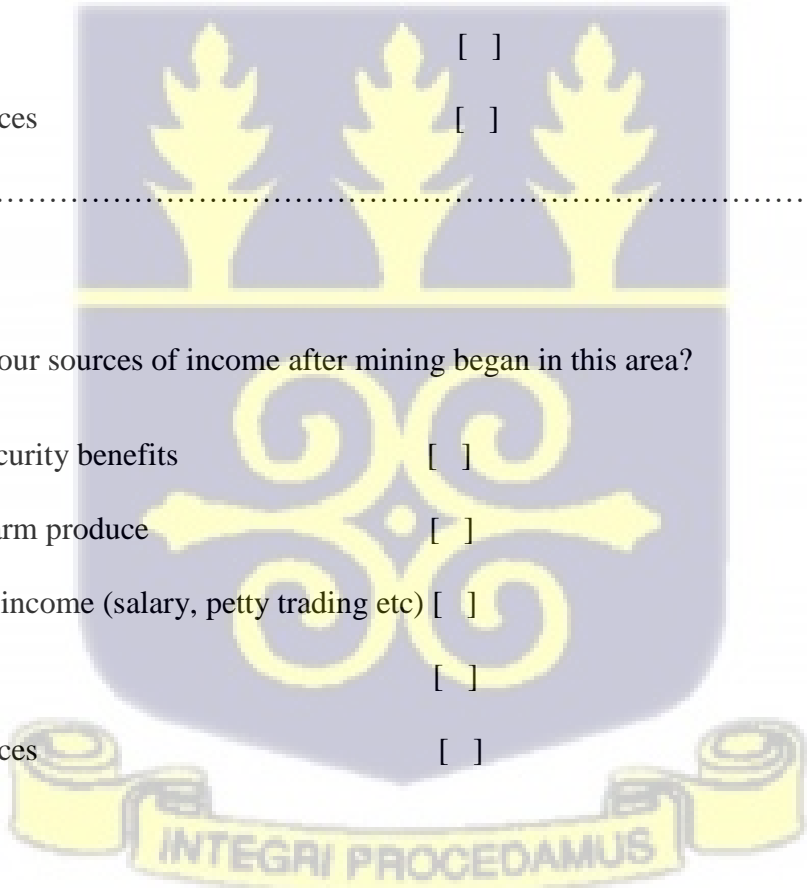 [ ]
ces [ ]
………………………………………………………………………
our sources of income after mining began in this area?
curity benefits [ ]
arm produce [ ]
income (salary, petty trading etc) [ ]
[ ]
ces [ ]
INTEGRI PROCEDAMUS